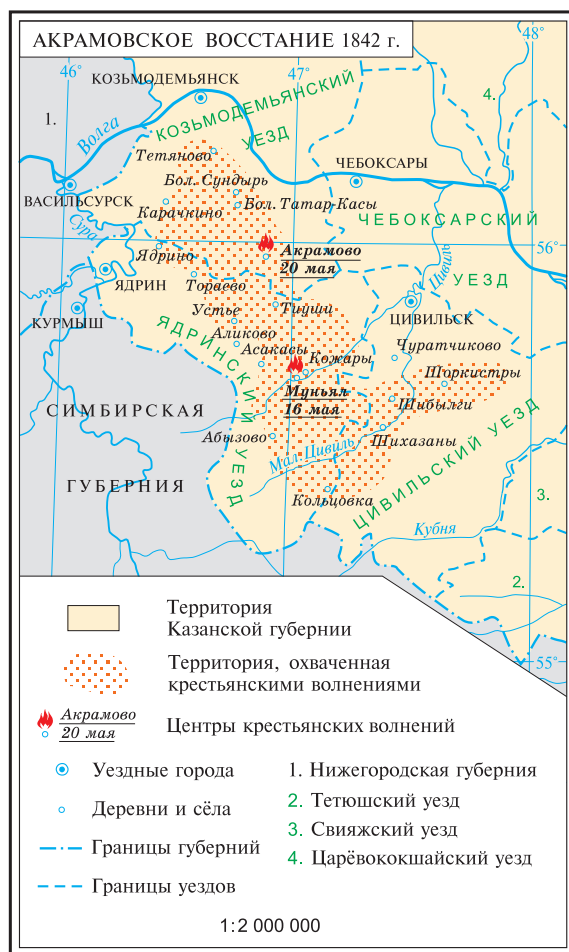 АКРАМОВСКОЕ ВОССТАНИЕ 1842 г.
46°
47°
48°
КОЗЬМОДЕМЬЯНСК
1.
Волга
КОЗЬМОДЕМЬЯНСКИЙ
УЕЗД
4.
Тетяново
ЧЕБОКСАРЫ
Бол. Сундырь
ВАСИЛЬСУРСК
Бол. Татар Касы
Карачкино
ЧЕБОКСАРСКИЙ
Сура
56°
Ядрино
Акрамово
20 мая
ЯДРИН
Тораево
Цивиль
УЕЗД
Устье
Тиуши
КУРМЫШ
ЦИВИЛЬСК
Аликово
ЯДРИНСКИЙ
УЕЗД
Асакасы
Кожары
Чуратчиково
Шоркистры
Муньял
16 мая
Шибылги
СИМБИРСКАЯ
Абызово
Шихазаны
Мал. Цивиль
ЦИВИЛЬСКИЙ УЕЗД
ГУБЕРНИЯ
Кольцовка
3.
Кубня
2.
55°
Территория
Казанской губернии
Территория, охваченная
крестьянскими волнениями
Акрамово
20 мая
Центры крестьянских волнений
Уездные города
Деревни и сёла
Границы губерний
Границы уездов
1. Нижегородская губерния
2. Тетюшский уезд
3. Свияжский уезд
4. Царёвококшайский уезд
1:2 000 000